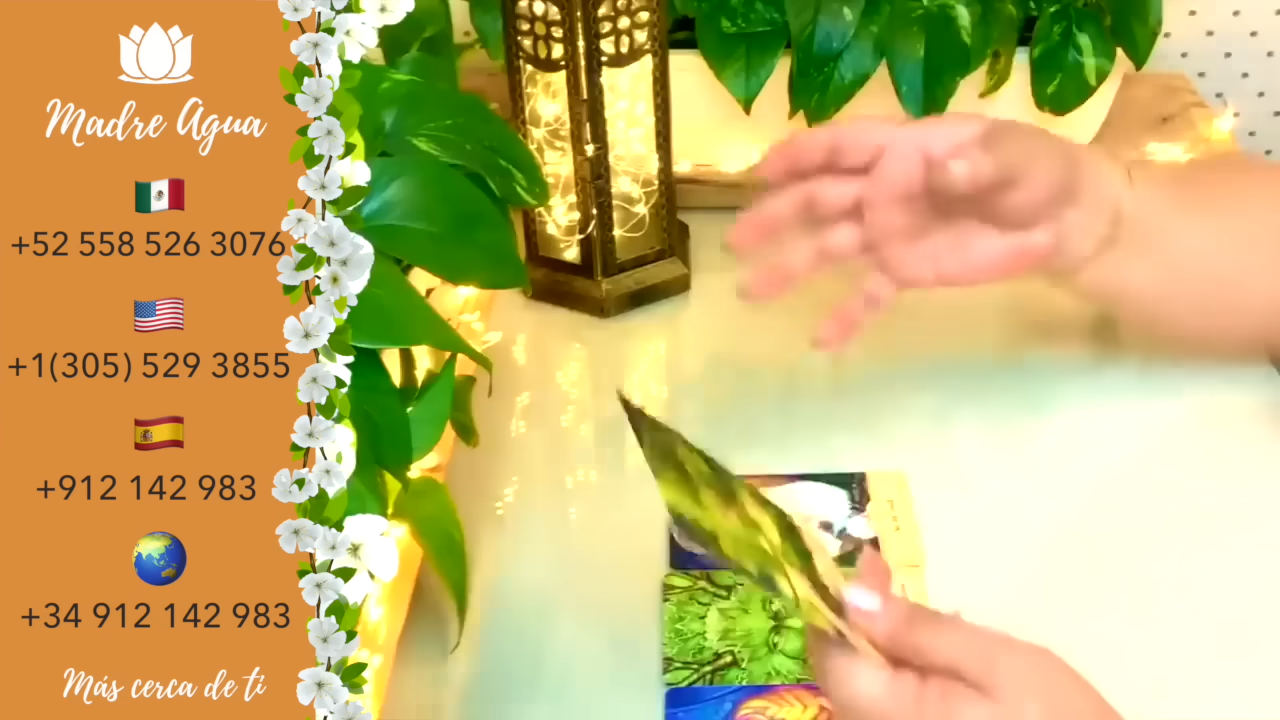 Madre Agua
+52 558 526 3076
+1(305) 529 3855
+912 142 983
+34 912 142 983
Más cerca de ti